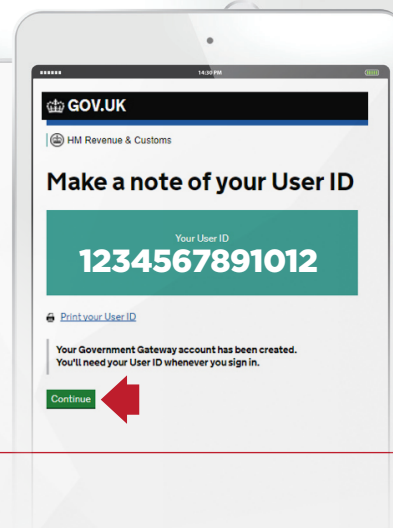 14:30 PM
GOV.UK
HM Revenue & Customs
Make a note of your User ID
Your User ID
1234567891012
Print your User ID
Your Government Gateway account has been created.
You'll need your User ID whenever you sign in.
Continue